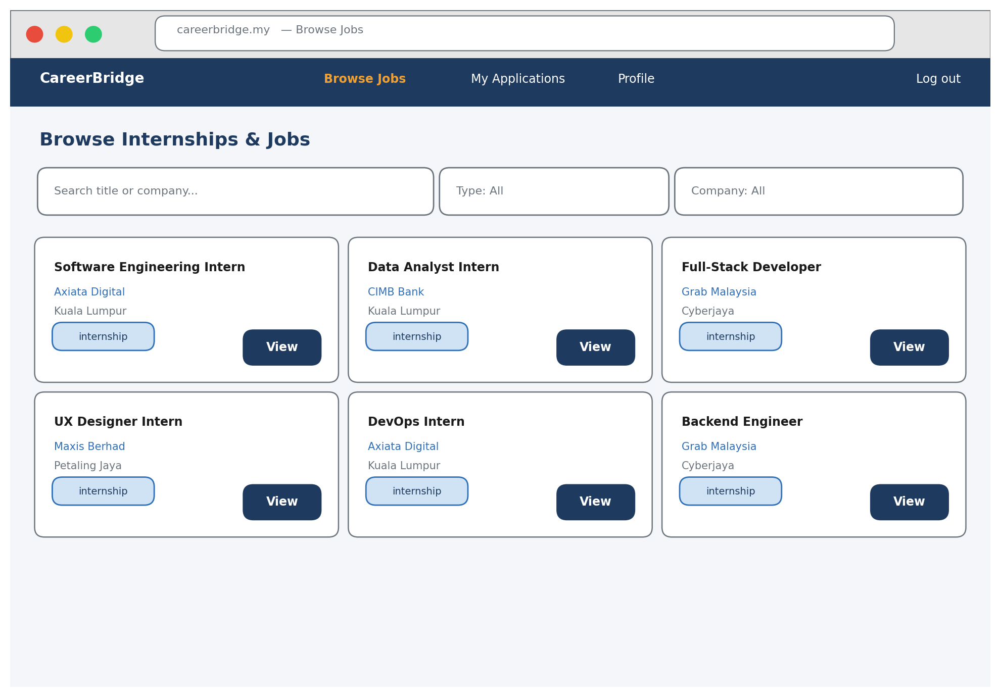 careerbridge.my — Browse Jobs
CareerBridge Browse Jobs My Applications Profile Log out
Browse Internships & Jobs
Search title or company... Type: All Company: All
Software Engineering Intern
Axiata Digital
Kuala Lumpur
internship
View
Data Analyst Intern
CIMB Bank
Kuala Lumpur
internship
View
Full-Stack Developer
Grab Malaysia
Cyberjaya
internship
View
UX Designer Intern
Maxis Berhad
Petaling Jaya
internship
View
DevOps Intern
Axiata Digital
Kuala Lumpur
internship
View
Backend Engineer
Grab Malaysia
Cyberjaya
internship
View